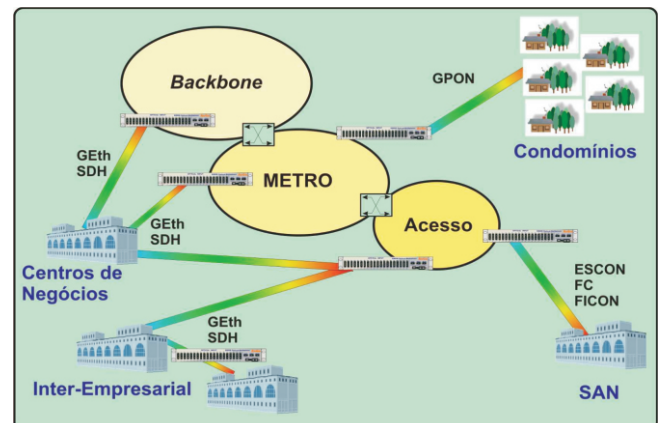 Backbone
GPON
Condomínios
GEth
SDH
METRO
GEth
SDH
Acesso
Centros de
Negócios
ESCON
FC
FICON
GEth
SDH
Inter-Empresarial
SAN